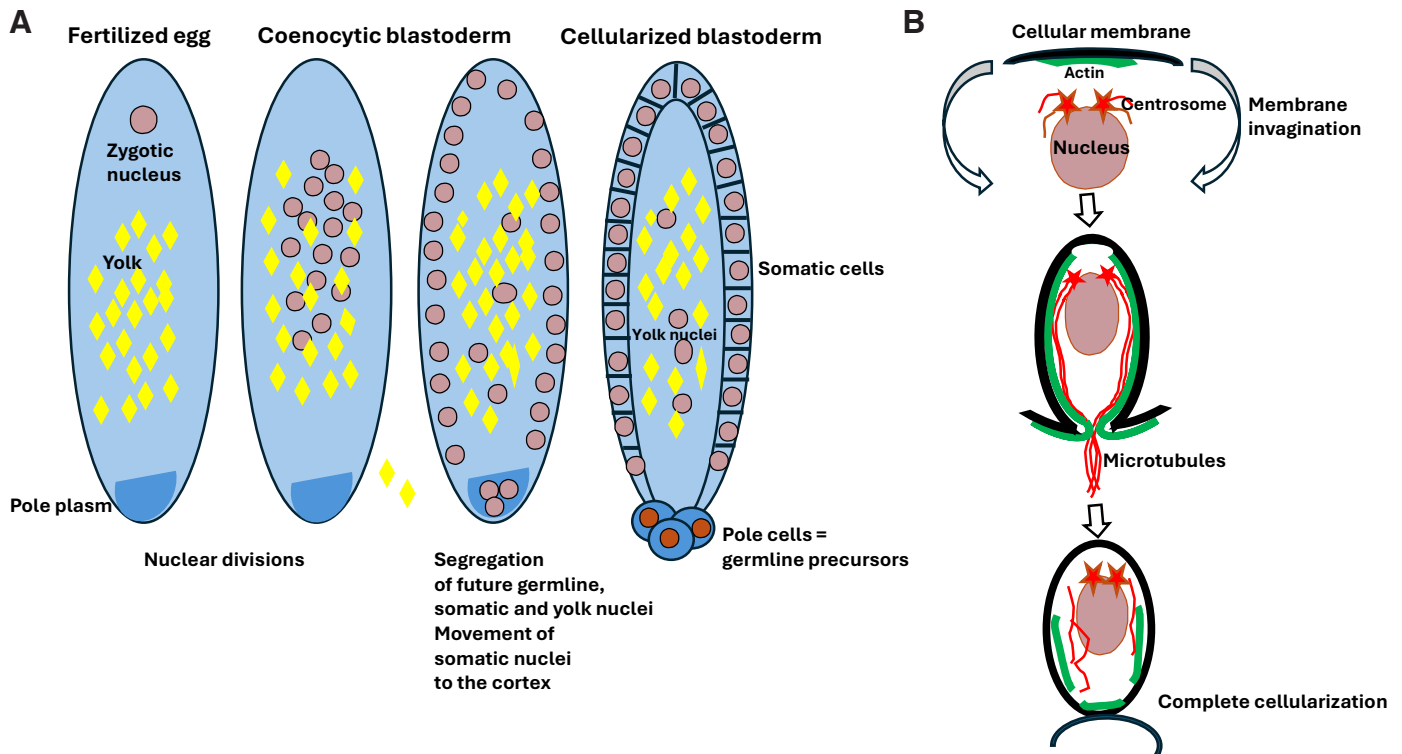 A
Fertilized egg
Coenocytic blastoderm
Cellularized blastoderm
Zygotic
nucleus
Yolk
Pole plasm
Nuclear divisions
Segregation
of future germline,
somatic and yolk nuclei
Movement of
somatic nuclei
to the cortex
Somatic cells
Yolk nuclei
Pole cells =
germline precursors
B
Cellular membrane
Actin
Centrosome
Nucleus
Membrane
invagination
Microtubules
Complete cellularization